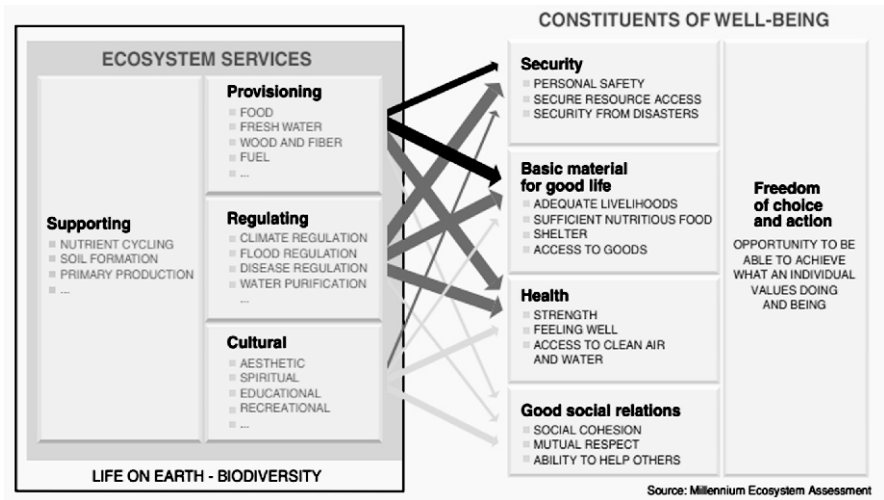 CONSTITUENTS OF WELL-BEING
ECOSYSTEM SERVICES
Supporting
NUTRIENT CYCLING
SOIL FORMATION
PRIMARY PRODUCTION
...
Provisioning
FOOD
FRESH WATER
WOOD AND FIBER
FUEL
...
Regulating
CLIMATE REGULATION
FLOOD REGULATION
DISEASE REGULATION
WATER PURIFICATION
...
Cultural
AESTHETIC
SPIRITUAL
EDUCATIONAL
RECREATIONAL
...
LIFE ON EARTH - BIODIVERSITY
Security
PERSONAL SAFETY
SECURE RESOURCE ACCESS
SECURITY FROM DISASTERS
Basic material
for good life
ADEQUATE LIVELIHOODS
SUFFICIENT NUTRITIOUS FOOD
SHELTER
ACCESS TO GOODS
Health
STRENGTH
FEELING WELL
ACCESS TO CLEAN AIR
AND WATER
Good social relations
SOCIAL COHESION
MUTUAL RESPECT
ABILITY TO HELP OTHERS
Freedom
of choice
and action
OPPORTUNITY TO BE
ABLE TO ACHIEVE
WHAT AN INDIVIDUAL
VALUES DOING
AND BEING
Source: Millennium Ecosystem Assessment